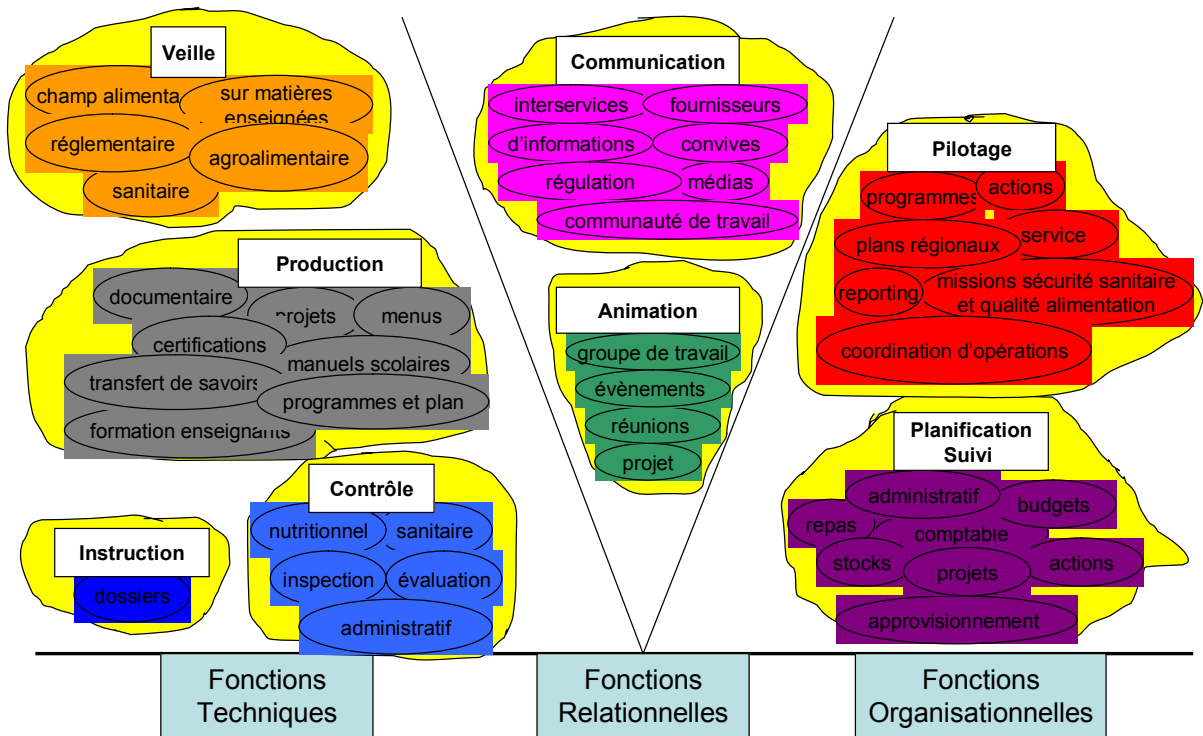 Veille
champ alimenta
sur matières
enseignées
réglementaire
agroalimentaire
sanitaire
Production
documentaire
projets
menus
certifications
manuels scolaires
transfert de savoirs
programmes et plan
formation enseignants
Contrôle
nutritionnel
sanitaire
inspection
évaluation
administratif
Instruction
dossiers
Communication
interservices
fournisseurs
d'informations
convives
régulation
médias
communauté de travail
Animation
groupe de travail
évènements
réunions
projet
Pilotage
programmes
actions
plans régionaux
service
reporting
missions sécurité sanitaire
et qualité alimentation
coordination d'opérations
Planification
Suivi
administratif
budgets
repas
comptable
stocks
projets
actions
approvisionnement
Fonctions
Techniques
Fonctions
Relationnelles
Fonctions
Organisationnelles